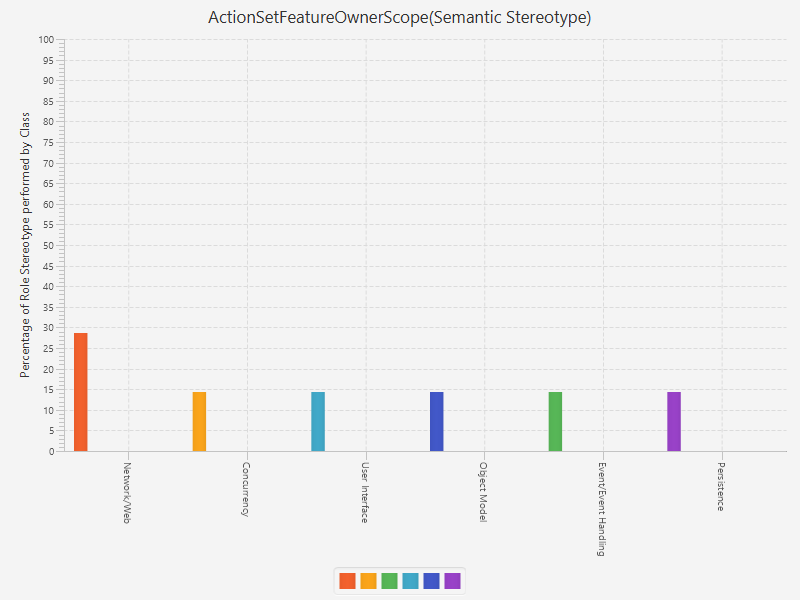 ActionSetFeatureOwnerScope(Semantic Stereotype)
Percentage of Role Stereotype performed by Class
100
95
90
85
80
75
70
65
60
55
50
45
40
35
30
25
20
15
10
5
0
Network/Web
Concurrency
User Interface
Object Model
Event/Event Handling
Persistence